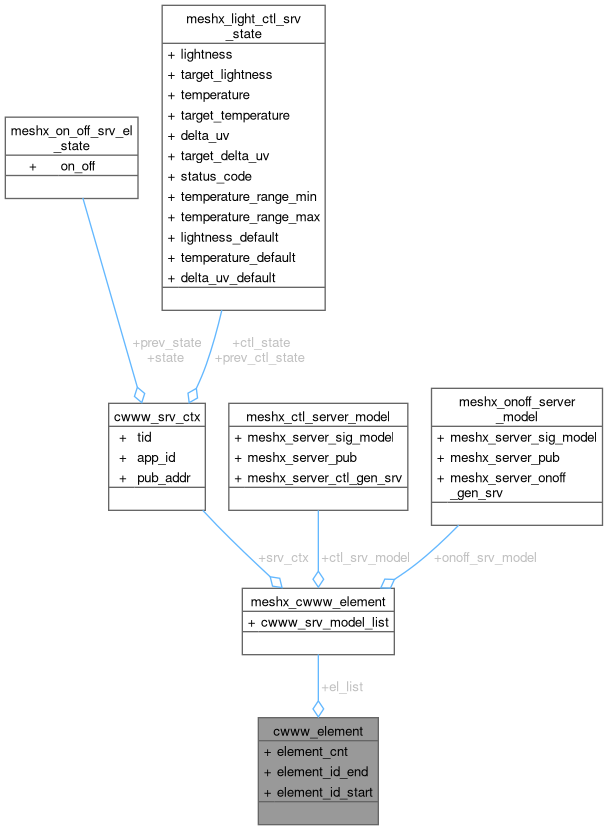 meshx_light_ctl_srv
_state
+ lightness
+ target_lightness
+ temperature
+ target_temperature
+ delta_uv
+ target_delta_uv
+ status_code
+ temperature_range_min
+ temperature_range_max
+ lightness_default
+ temperature_default
+ delta_uv_default
meshx_on_off_srv_el
_state
+ on_off
+prev_state
+state
+ctl_state
+prev_ctl_state
cwww_srv_ctx
+ tid
+ app_id
+ pub_addr
meshx_ctl_server_model
+ meshx_server_sig_model
+ meshx_server_pub
+ meshx_server_ctl_gen_srv
meshx_onoff_server
_model
+ meshx_server_sig_model
+ meshx_server_pub
+ meshx_server_onoff
_gen_srv
+srv_ctx
+ctl_srv_model
+onoff_srv_model
meshx_cwww_element
+ cwww_srv_model_list
+el_list
cwww_element
+ element_cnt
+ element_id_end
+ element_id_start